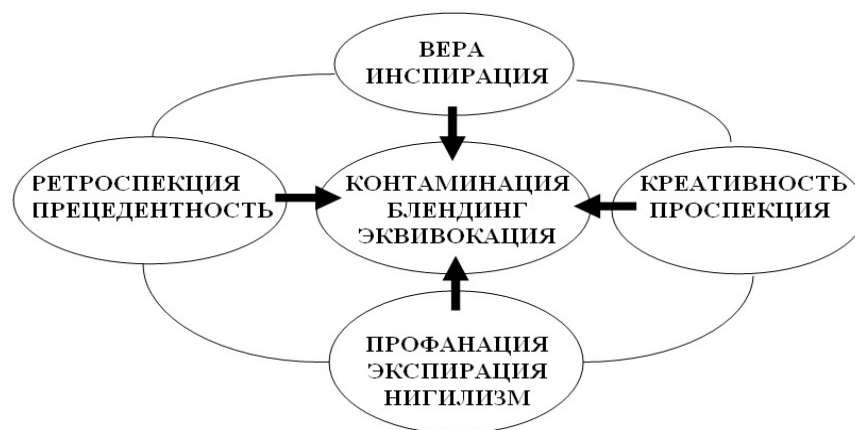 ВЕРА
ИНСПИРАЦИЯ
РЕТРОСПЕКЦИЯ
ПРЕЦЕДЕНТНОСТЬ
КОНТАМИНАЦИЯ
БЛЕНДИНГ
ЭКВИВОКАЦИЯ
КРЕАТИВНОСТЬ
ПРОСПЕКЦИЯ
ПРОФАНАЦИЯ
ЭКСПИРАЦИЯ
НИГИЛИЗМ